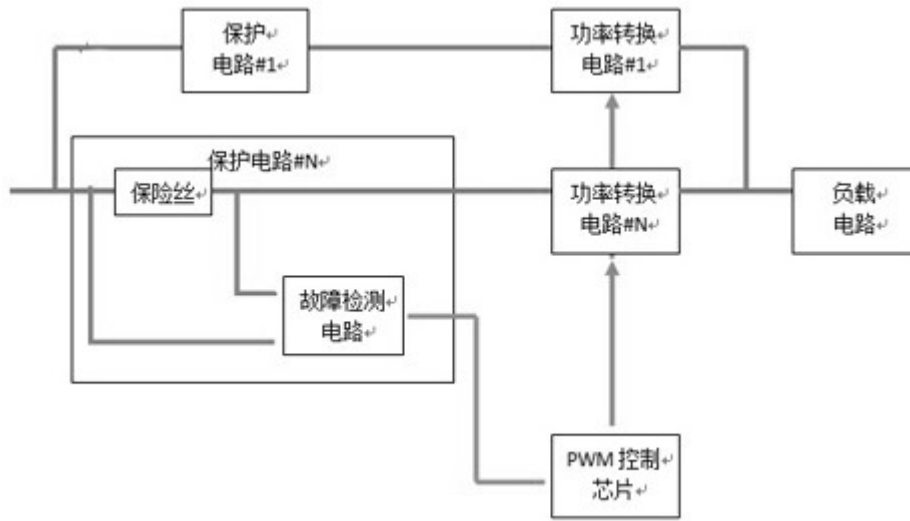 保护
电路#1
功率转换
电路#1
保护电路#N
保险丝
功率转换
电路#N
负载
电路
故障检测
电路
PWM 控制
芯片